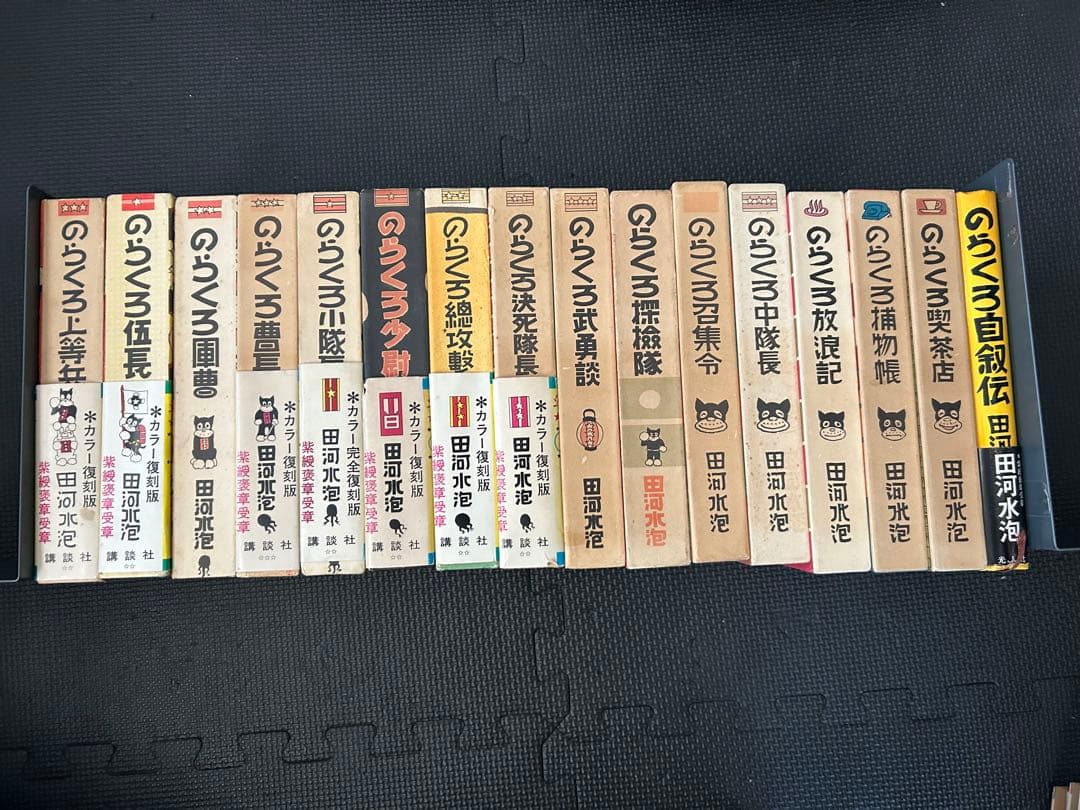 のらくろ上等兵
＊カラー復刻版
紫綬褒章受章
田河水泡
講談社
のらくろ伍長
＊カラー復刻版
紫綬褒章受章
田河水泡
講談社
のらくろ軍曹
田河水泡
のらくろ曹長
＊カラー復刻版
紫綬褒章受章
田河水泡
講談社
のらくろ小隊長
＊カラー完全復刻版
紫綬褒章受章
田河水泡
講談社
のらくろ少尉
＊カラー復刻版
紫綬褒章受章
田河水泡
講談社
のらくろ總攻擊
＊カラー復刻版
紫綬褒章受章
田河水泡
講談社
のらくろ決死隊長
＊カラー復刻版
紫綬褒章受章
田河水泡
講談社
のらくろ武勇談
田河水泡
のらくろ探檢隊
田河水泡
のらくろ召集令
田河水泡
のらくろ中隊長
田河水泡
のらくろ放浪記
田河水泡
のらくろ捕物帳
田河水泡
のらくろ喫茶店
田河水泡
のらくろ自叙伝
田河
田河水泡
光